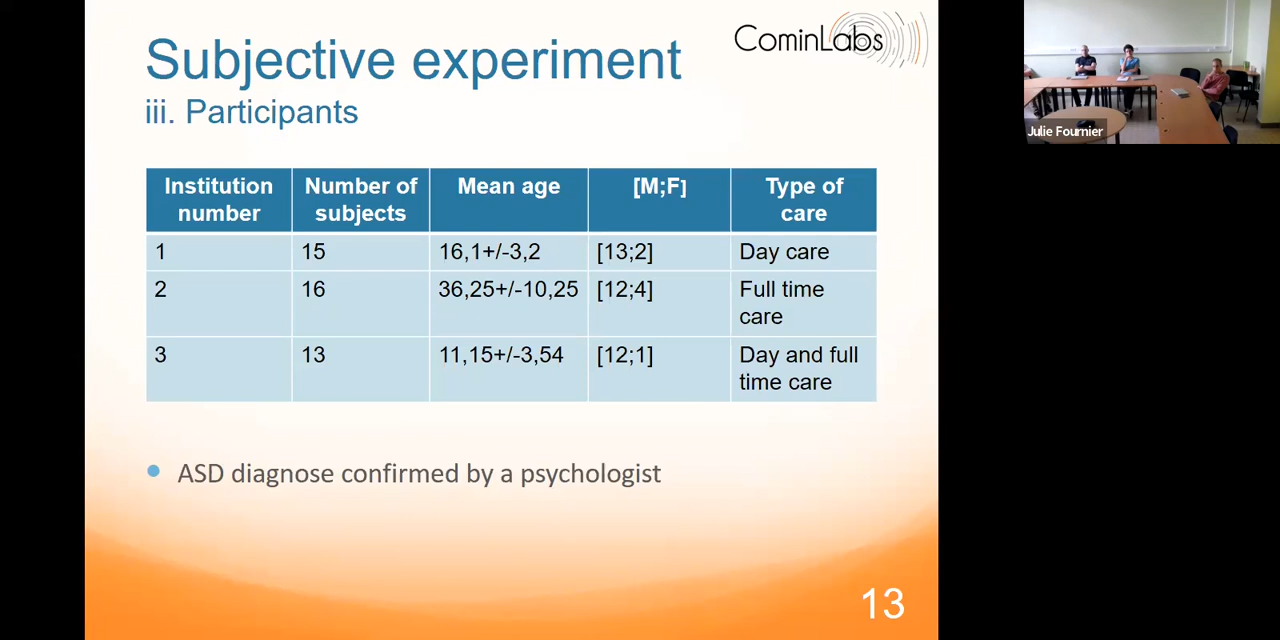 CominLabs
Subjective experiment
iii. Participants
Institution number
Number of subjects
Mean age
[M;F]
Type of care
1
15
16,1+/-3,2
[13;2]
Day care
2
16
36,25+/-10,25
[12;4]
Full time care
3
13
11,15+/-3,54
[12;1]
Day and full time care
ASD diagnose confirmed by a psychologist
13
Julie Fournier